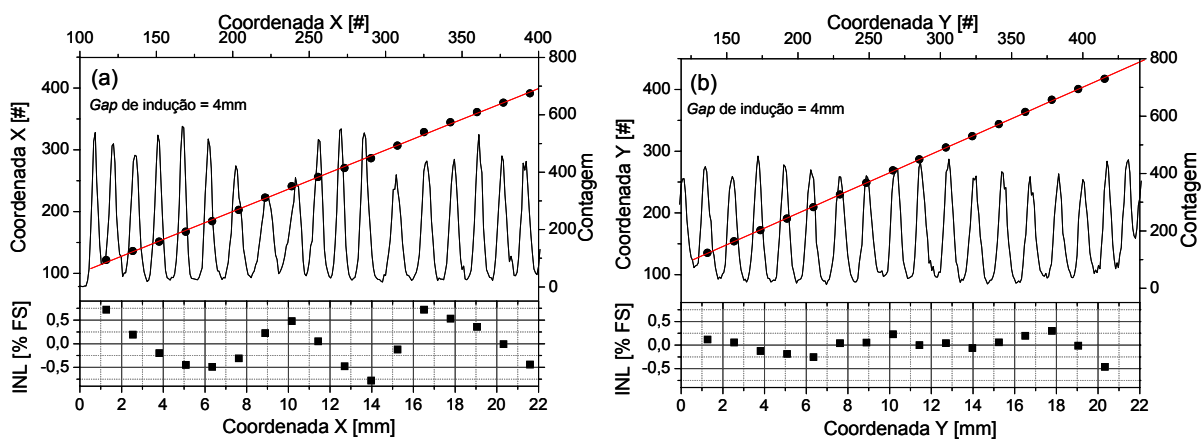 Coordenada X [#]
100 150 200 250 300 350 400
(a)
Gap de indução = 4mm
Coordenada X [#]
400
300
200
100
800
600
400
200
0
Contagem
INL [% FS]
0,5
0,0
-0,5
0 2 4 6 8 10 12 14 16 18 20 22
Coordenada X [mm]
Coordenada Y [#]
150 200 250 300 350 400
(b)
Gap de indução = 4mm
Coordenada Y [#]
400
300
200
100
800
600
400
200
0
Contagem
INL [% FS]
0,5
0,0
-0,5
0 2 4 6 8 10 12 14 16 18 20 22
Coordenada Y [mm]